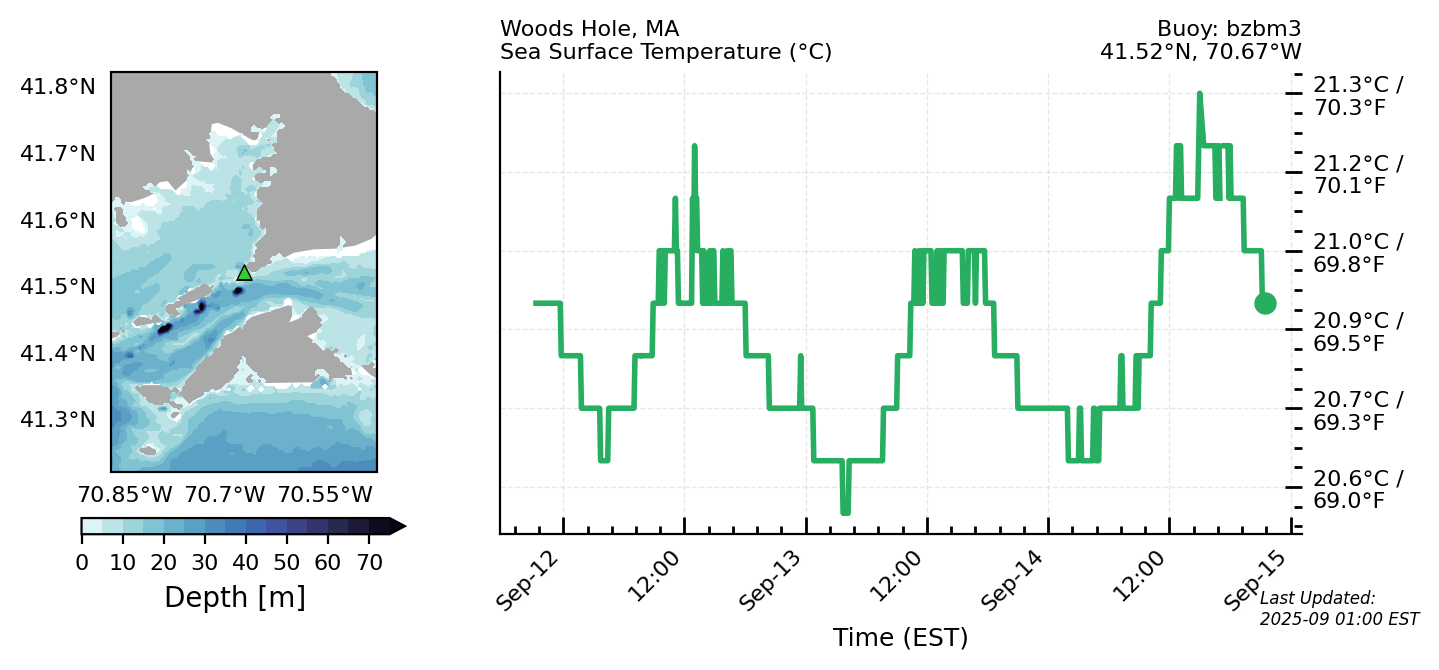 Woods Hole, MA
Sea Surface Temperature (°C)
Buoy: bzbm3
41.52°N, 70.67°W
41.8°N
41.7°N
41.6°N
41.5°N
41.4°N
41.3°N
70.85°W 70.7°W 70.55°W
0 10 20 30 40 50 60 70
Depth [m]
21.3°C /
70.3°F
21.2°C /
70.1°F
21.0°C /
69.8°F
20.9°C /
69.5°F
20.7°C /
69.3°F
20.6°C /
69.0°F
Sep-12 12:00 Sep-13 12:00 Sep-14 12:00 Sep-15
Time (EST)
Last Updated:
2025-09 01:00 EST